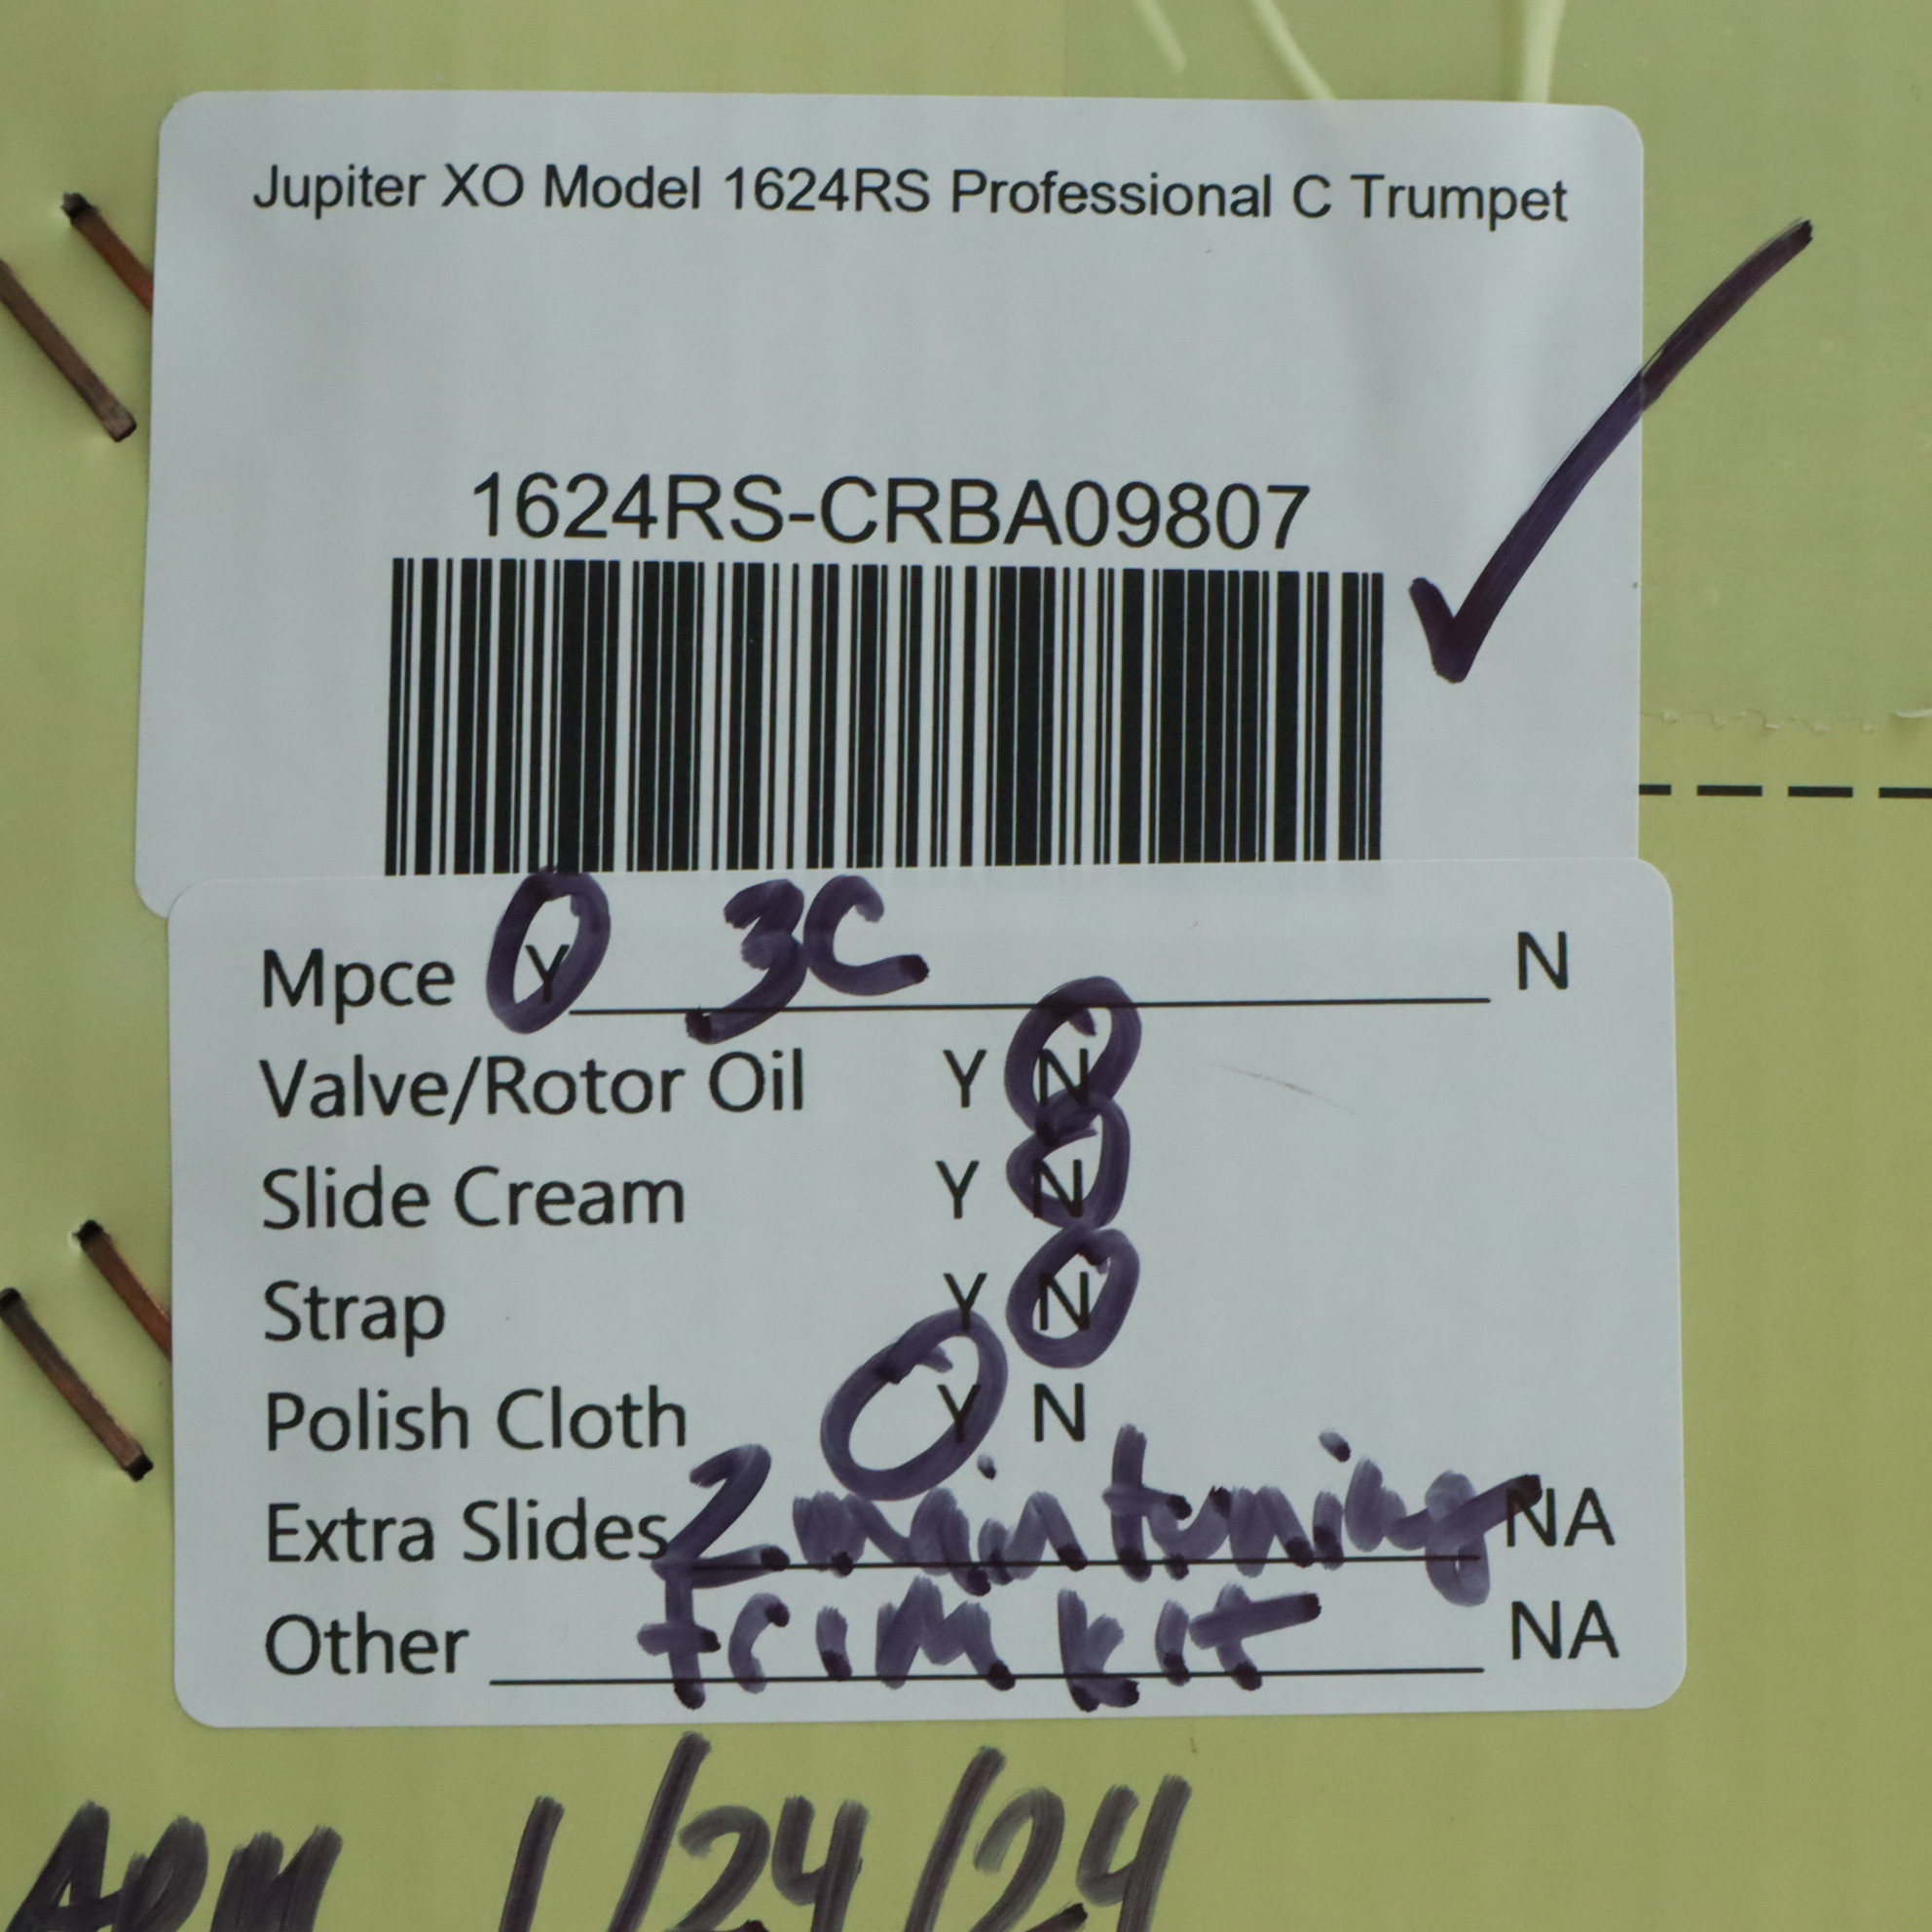 Jupiter XO Model 1624RS Professional C Trumpet
1624RS-CRBA09807
Mpce Y 3C N
Valve/Rotor Oil Y N
Slide Cream Y N
Strap Y N
Polish Cloth Y N
Extra Slides 2 main tuning NA
Other trim kit NA
ADM 1/24/24